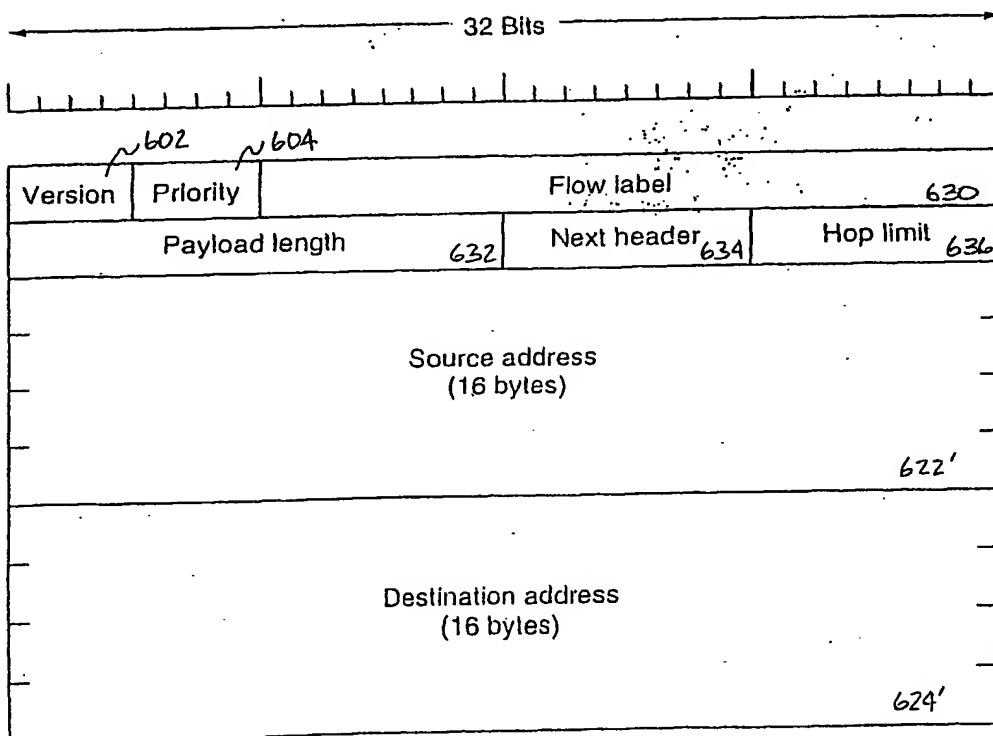 32 Bits
602 604
Version Priority Flow label 630
Payload length 632 Next header 634 Hop limit 636
Source address
(16 bytes)
622'
Destination address
(16 bytes)
624'